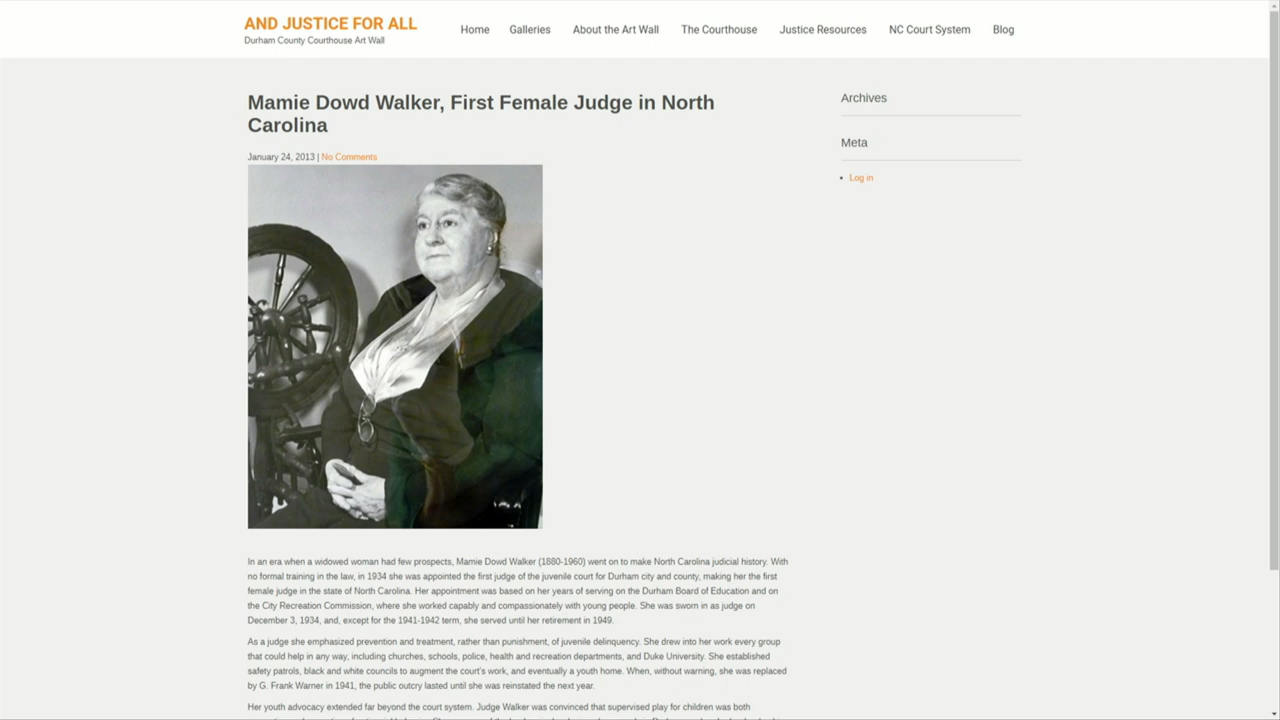 AND JUSTICE FOR ALL
Durham County Courthouse Art Wall
Home Galleries About the Art Wall The Courthouse Justice Resources NC Court System Blog
Mamie Dowd Walker, First Female Judge in North
Carolina
January 24, 2013 | No Comments
Archives
Meta
Log in
In an era when a widowed woman had few prospects, Mamie Dowd Walker (1880-1960) went on to make North Carolina judicial history. With
no formal training in the law, in 1934 she was appointed the first judge of the juvenile court for Durham city and county, making her the first
female judge in the state of North Carolina. Her appointment was based on her years of serving on the Durham Board of Education and on
the City Recreation Commission, where she worked capably and compassionately with young people. She was sworn in as judge on
December 3, 1934, and, except for the 1941-1942 term, she served until her retirement in 1949.
As a judge she emphasized prevention and treatment, rather than punishment, of juvenile delinquency. She drew into her work every group
that could help in any way, including churches, schools, police, health and recreation departments, and Duke University. She established
safety patrols, black and white councils to augment the court's work, and eventually a youth home. When, without warning, she was replaced
by G. Frank Warner in 1941, the public outcry lasted until she was reinstated the next year.
Her youth advocacy extended far beyond the court system. Judge Walker was convinced that supervised play for children was both